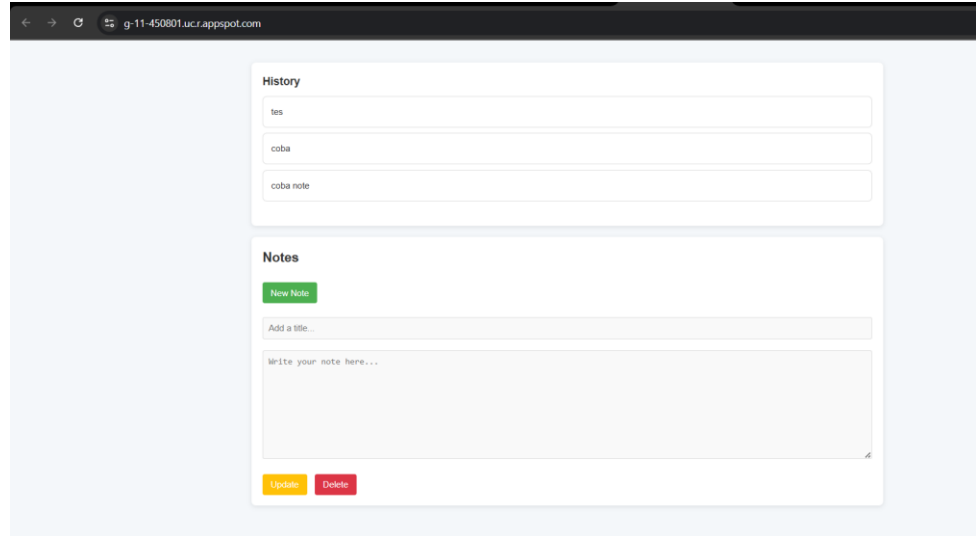 g-11-450801.uc.r.appspot.com
History
tes
coba
coba note
Notes
New Note
Add a title...
Write your note here...
Update Delete